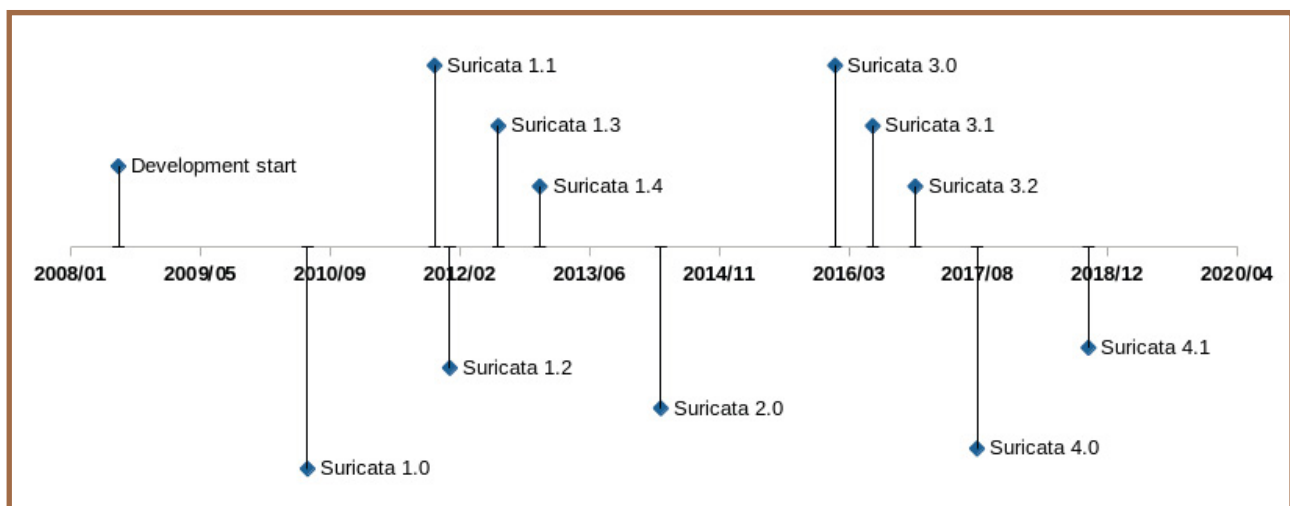 Suricata 1.1
Suricata 3.0
Suricata 1.3
Suricata 3.1
Development start
Suricata 1.4
Suricata 3.2
2008/01 2009/05 2010/09 2012/02 2013/06 2014/11 2016/03 2017/08 2018/12 2020/04
Suricata 4.1
Suricata 1.2
Suricata 2.0
Suricata 4.0
Suricata 1.0